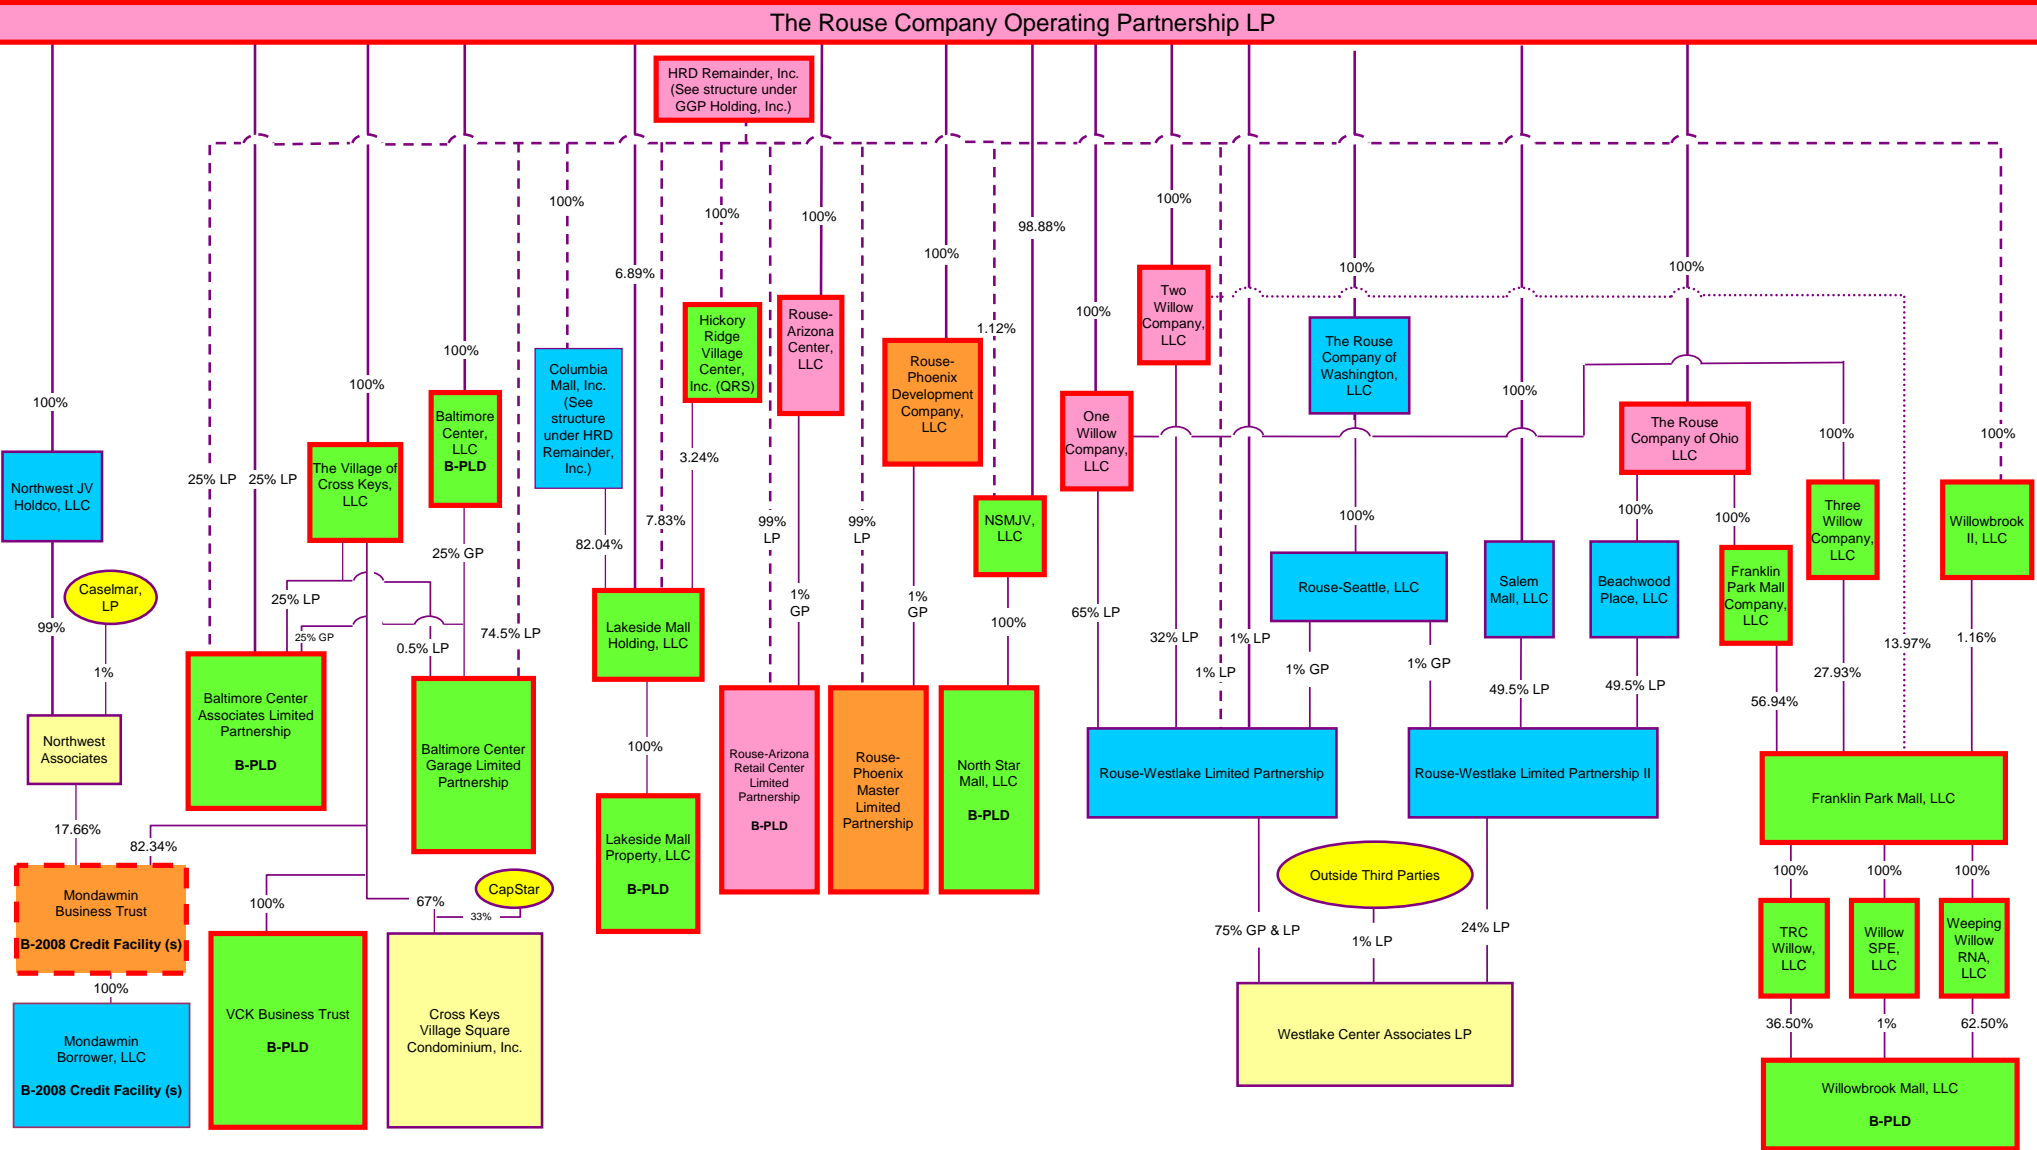 The Rouse Company Operating Partnership LP
HRD Remainder, Inc.
(See structure under
GGP Holding, Inc.)
100%
100%
100%
100%
98.88%
100%
6.89%
100%
100%
100%
Two
Willow
Company,
LLC
Hickory
Ridge
Village
Center,
Inc. (QRS)
Rouse-
Arizona
Center,
LLC
100%
1.12%
The Rouse
Company of
Washington,
LLC
100%
Columbia
Mall, Inc.
(See
structure
under HRD
Remainder,
Inc.)
Rouse-
Phoenix
Development
Company,
LLC
100%
100%
100%
Baltimore
Center,
LLC
B-PLD
One
Willow
Company,
LLC
The Rouse
Company of Ohio
LLC
100%
100%
The Village of
Cross Keys,
LLC
3.24%
25% LP
25% LP
Northwest JV
Holdco, LLC
100%
100%
100%
Three
Willow
Company,
LLC
Willowbrook
II, LLC
7.83%
99%
LP
99%
LP
NSMJV,
LLC
25% GP
82.04%
Caselmar,
LP
25% LP
Rouse-Seattle, LLC
Salem
Mall, LLC
Beachwood
Place, LLC
Franklin
Park Mall
Company,
LLC
1%
GP
1%
GP
65% LP
99%
25% GP
0.5% LP
74.5% LP
Lakeside Mall
Holding, LLC
100%
32% LP
1% LP
13.97%
1.16%
1%
1% LP
1% GP
1% GP
49.5% LP
49.5% LP
27.93%
56.94%
Baltimore Center
Associates Limited
Partnership
B-PLD
Northwest
Associates
Baltimore Center
Garage Limited
Partnership
100%
Rouse-Arizona
Retail Center
Limited
Partnership
B-PLD
Rouse-
Phoenix
Master
Limited
Partnership
North Star
Mall, LLC
B-PLD
Rouse-Westlake Limited Partnership
Rouse-Westlake Limited Partnership II
Franklin Park Mall, LLC
17.66%
82.34%
Lakeside Mall
Property, LLC
B-PLD
Mondawmin
Business Trust
B-2008 Credit Facility (s)
100%
67%
CapStar
33%
Outside Third Parties
100%
100%
100%
75% GP & LP
1% LP
24% LP
TRC
Willow,
LLC
Willow
SPE,
LLC
Weeping
Willow
RNA,
LLC
100%
Mondawmin
Borrower, LLC
B-2008 Credit Facility (s)
VCK Business Trust
B-PLD
Cross Keys
Village Square
Condominium, Inc.
Westlake Center Associates LP
36.50%
1%
62.50%
Willowbrook Mall, LLC
B-PLD